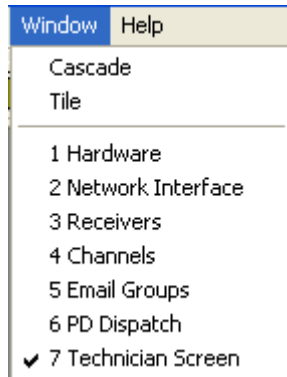 Window Help
Cascade
Tile
1 Hardware
2 Network Interface
3 Receivers
4 Channels
5 Email Groups
6 PD Dispatch
7 Technician Screen